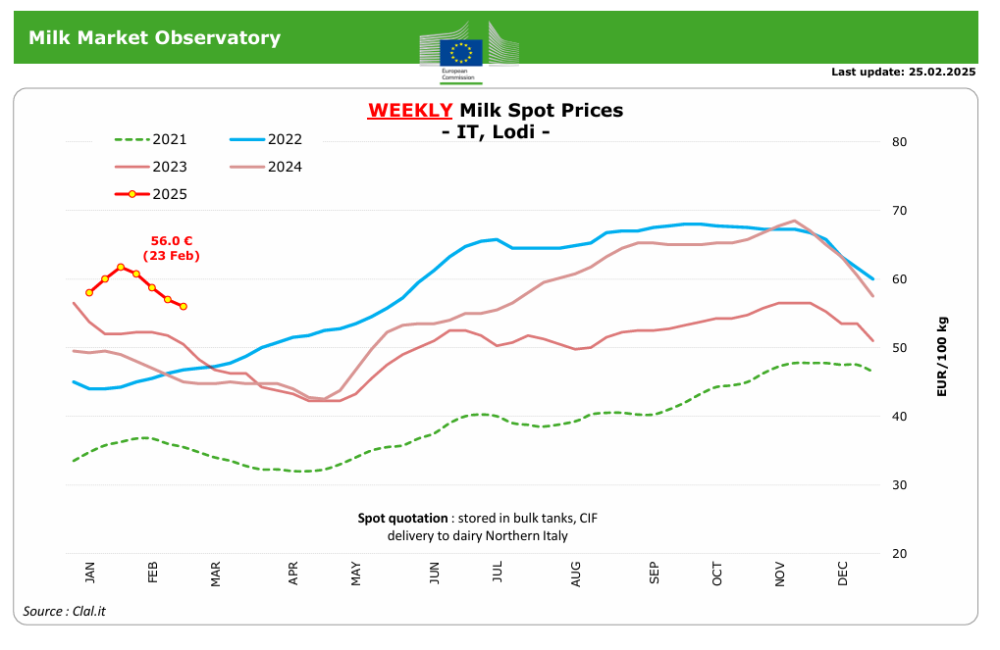 Milk Market Observatory
European
Commission
Last update: 25.02.2025
WEEKLY Milk Spot Prices
- IT, Lodi -
2021
2022
2023
2024
2025
56.0 €
(23 Feb)
80
70
60
50
40
30
20
EUR/100 kg
Spot quotation : stored in bulk tanks, CIF
delivery to dairy Northern Italy
JAN
FEB
MAR
APR
MAY
JUN
JUL
AUG
SEP
OCT
NOV
DEC
Source : Clal.it